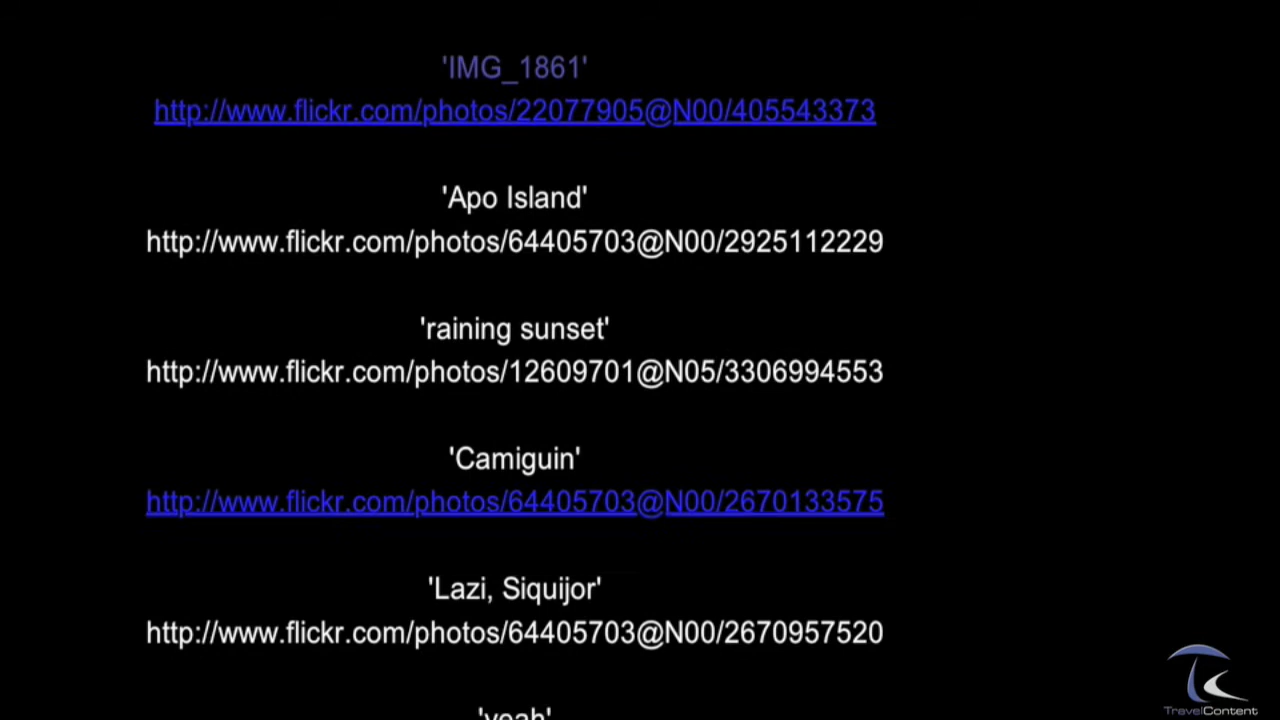 'IMG_1861'
http://www.flickr.com/photos/22077905@N00/405543373
'Apo Island'
http://www.flickr.com/photos/64405703@N00/2925112229
'raining sunset'
http://www.flickr.com/photos/12609701@N05/3306994553
'Camiguin'
http://www.flickr.com/photos/64405703@N00/2670133575
'Lazi, Siquijor'
http://www.flickr.com/photos/64405703@N00/2670957520
'yeah'
TravelContent